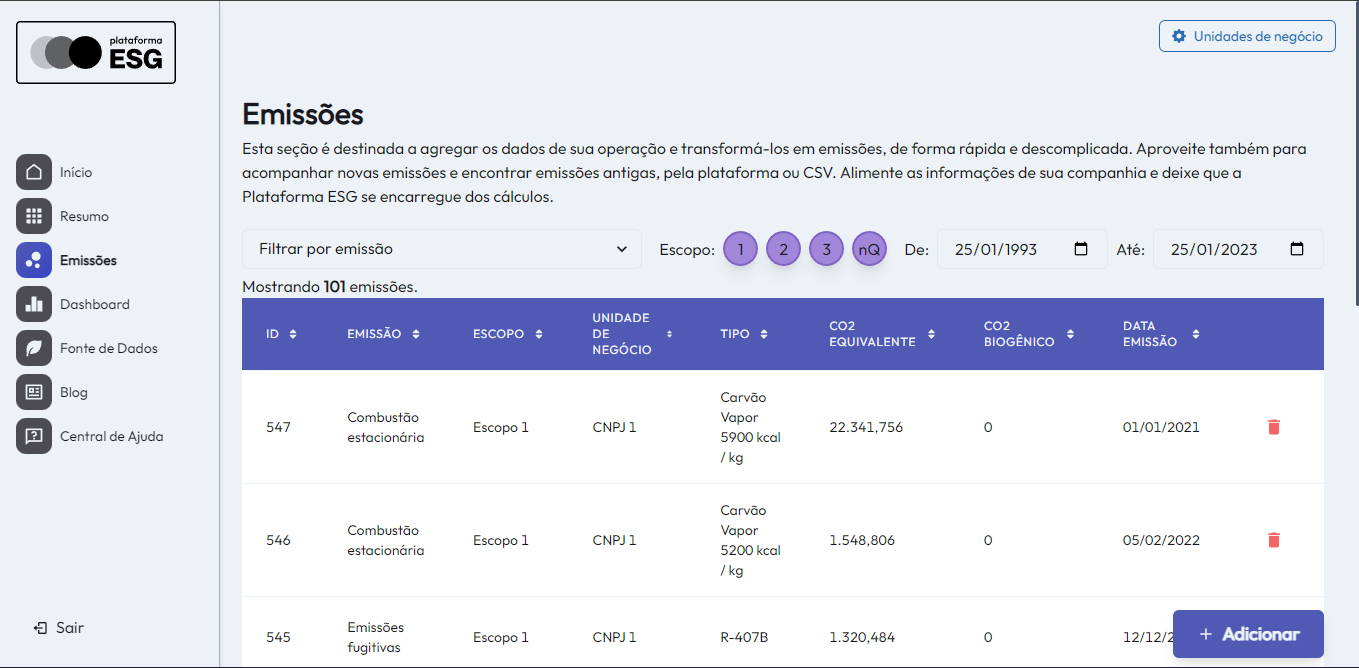 plataforma
ESG
Unidades de negócio
Início
Resumo
Emissões
Dashboard
Fonte de Dados
Blog
Central de Ajuda
Sair
Emissões
Esta seção é destinada a agregar os dados de sua operação e transformá-los em emissões, de forma rápida e descomplicada. Aproveite também para
acompanhar novas emissões e encontrar emissões antigas, pela plataforma ou CSV. Alimente as informações de sua companhia e deixe que a
Plataforma ESG se encarregue dos cálculos.
Filtrar por emissão Escopo: 1 2 3 nQ De: 25/01/1993 Até: 25/01/2023
Mostrando 101 emissões.
ID EMISSÃO ESCOPO UNIDADE DE NEGÓCIO TIPO CO2 EQUIVALENTE CO2 BIOGÊNICO DATA EMISSÃO
547 Combustão estacionária Escopo 1 CNPJ 1 Carvão Vapor 5900 kcal / kg 22.341,756 0 01/01/2021
546 Combustão estacionária Escopo 1 CNPJ 1 Carvão Vapor 5200 kcal / kg 1.548,806 0 05/02/2022
545 Emissões fugitivas Escopo 1 CNPJ 1 R-407B 1.320,484 0 12/12/2
+ Adicionar